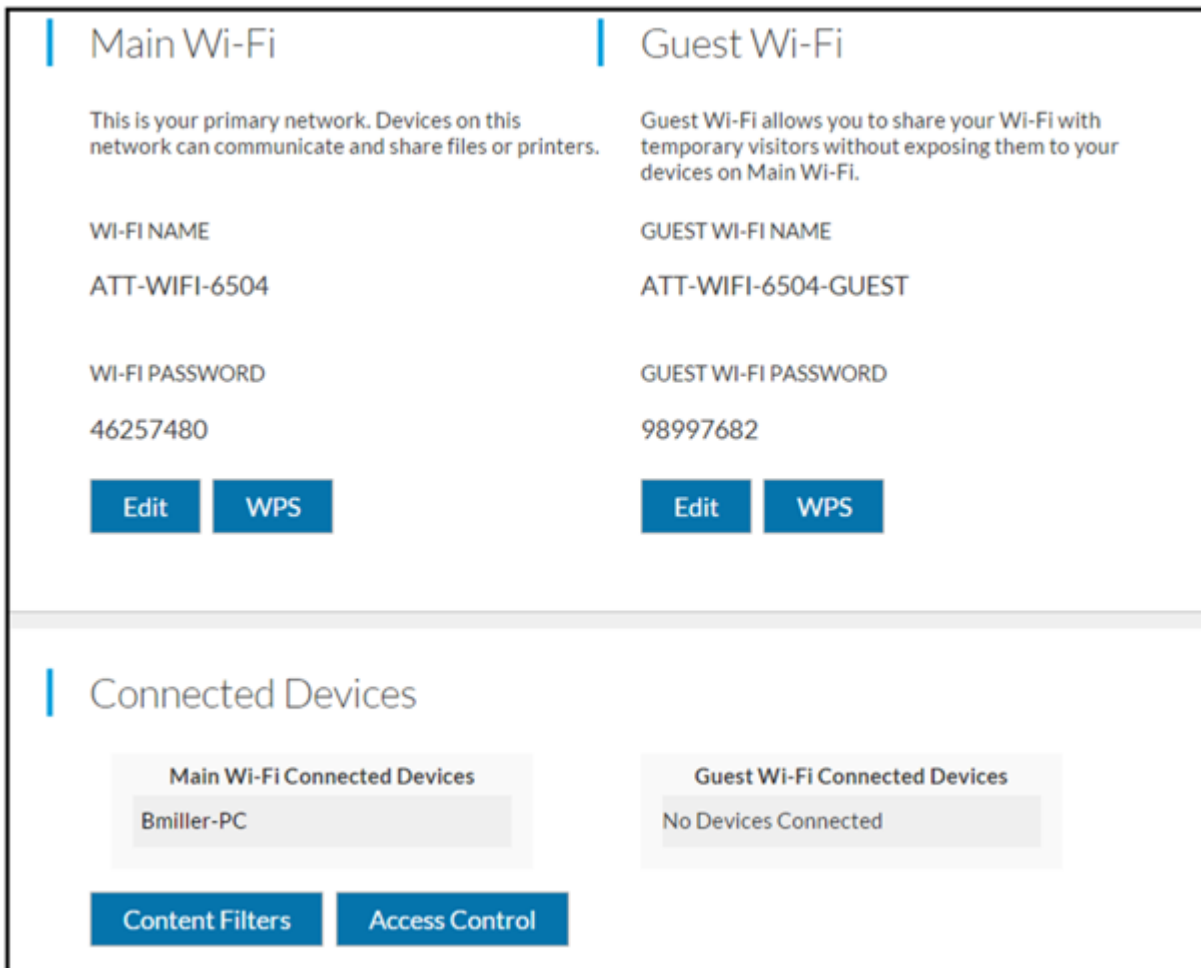 Main Wi-Fi
This is your primary network. Devices on this
network can communicate and share files or printers.
WI-FI NAME
ATT-WIFI-6504
WI-FI PASSWORD
46257480
Edit
WPS
Guest Wi-Fi
Guest Wi-Fi allows you to share your Wi-Fi with
temporary visitors without exposing them to your
devices on Main Wi-Fi.
GUEST WI-FI NAME
ATT-WIFI-6504-GUEST
GUEST WI-FI PASSWORD
98997682
Edit
WPS
Connected Devices
Main Wi-Fi Connected Devices
Bmiller-PC
Guest Wi-Fi Connected Devices
No Devices Connected
Content Filters
Access Control